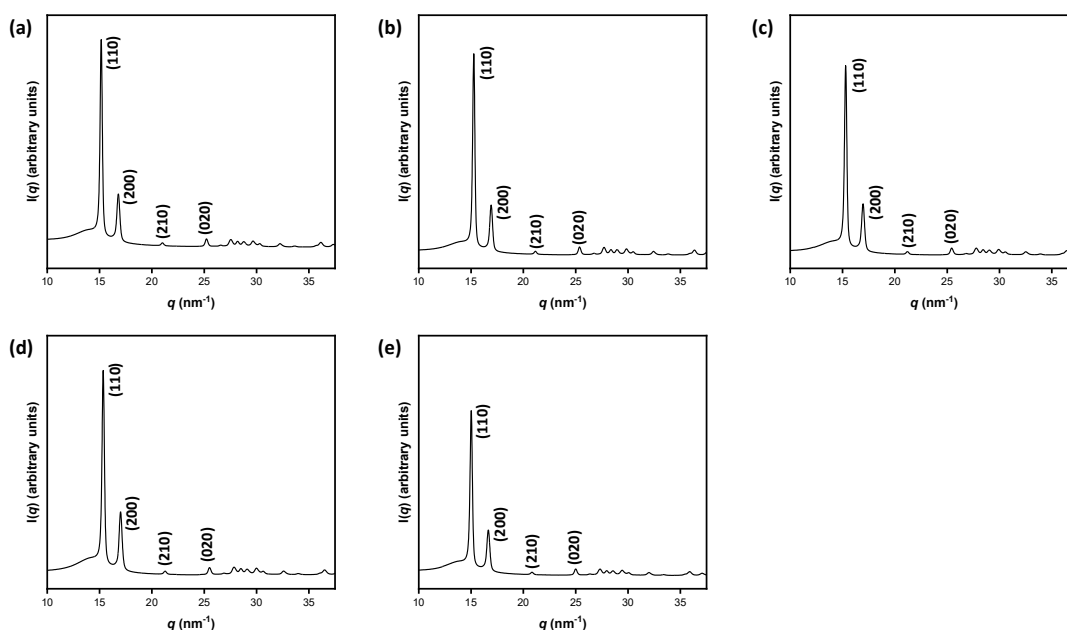 (a)
I(q) (arbitrary units)
(110)
(200)
(210)
(020)
10 15 20 25 30 35
q (nm-1)
(b)
I(q) (arbitrary units)
(110)
(200)
(210)
(020)
10 15 20 25 30 35
q (nm-1)
(c)
I(q) (arbitrary units)
(110)
(200)
(210)
(020)
10 15 20 25 30 35
q (nm-1)
(d)
I(q) (arbitrary units)
(110)
(200)
(210)
(020)
10 15 20 25 30 35
q (nm-1)
(e)
I(q) (arbitrary units)
(110)
(200)
(210)
(020)
10 15 20 25 30 35
q (nm-1)